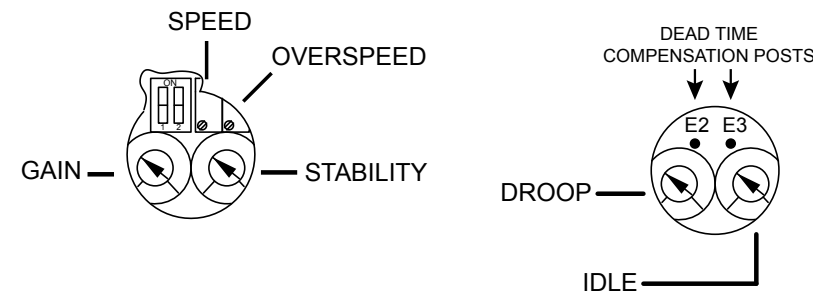 SPEED
OVERSPEED
ON
1 2
GAIN
STABILITY
DEAD TIME
COMPENSATION POSTS
E2 E3
DROOP
IDLE